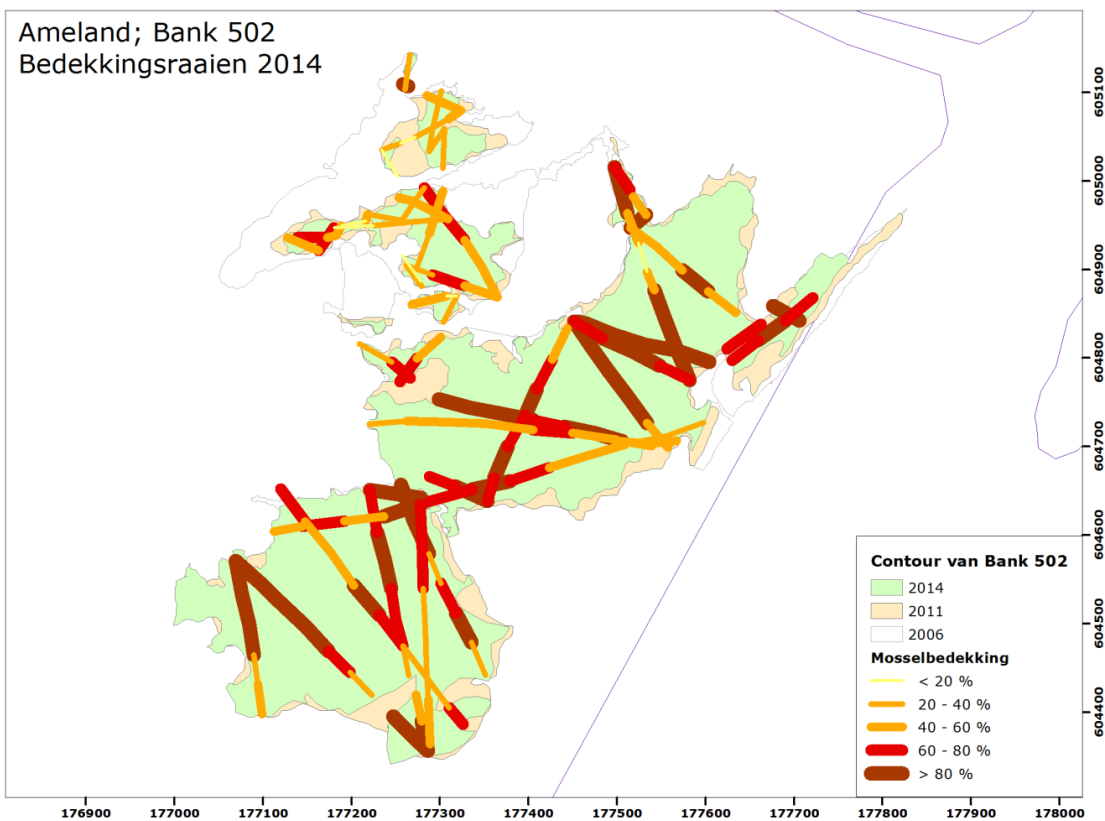 Ameland; Bank 502
Bedekkingsraaien 2014
605100
605000
604900
604800
604700
604600
604500
604400
Contour van Bank 502
2014
2011
2006
Mosselbedekking
< 20 %
20 - 40 %
40 - 60 %
60 - 80 %
> 80 %
176900 177000 177100 177200 177300 177400 177500 177600 177700 177800 177900 178000